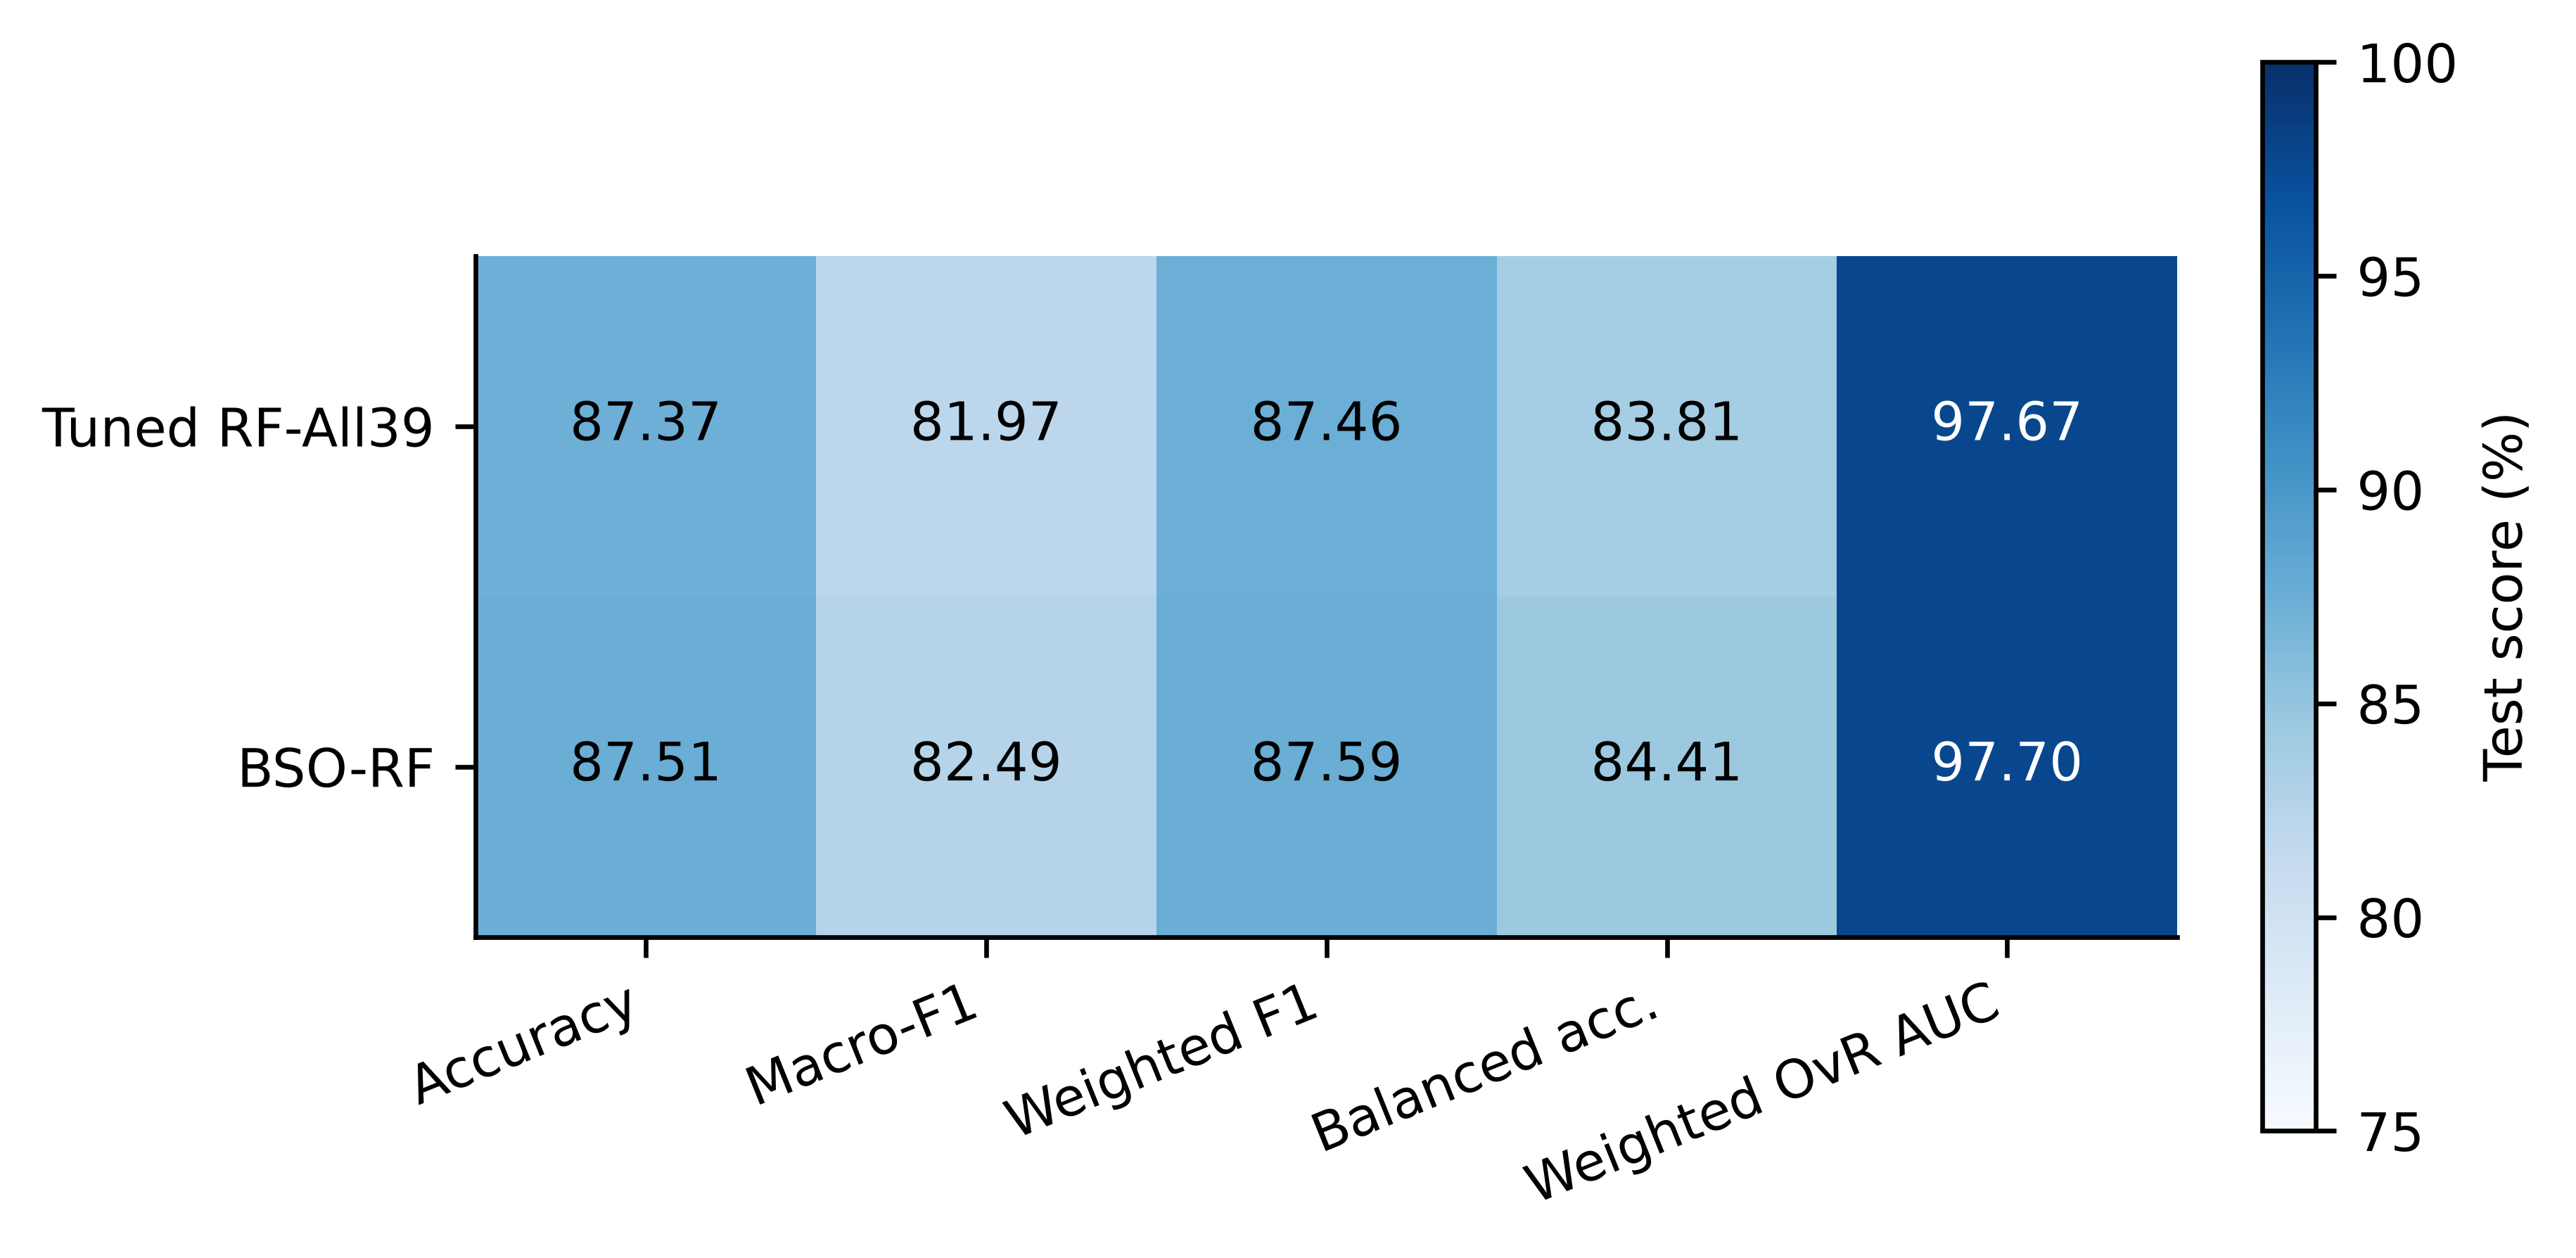 100
95
90
85
80
75
Test score (%)
Tuned RF-All39
87.37 81.97 87.46 83.81 97.67
BSO-RF
87.51 82.49 87.59 84.41 97.70
Accuracy
Macro-F1
Weighted F1
Balanced acc.
Weighted OvR AUC